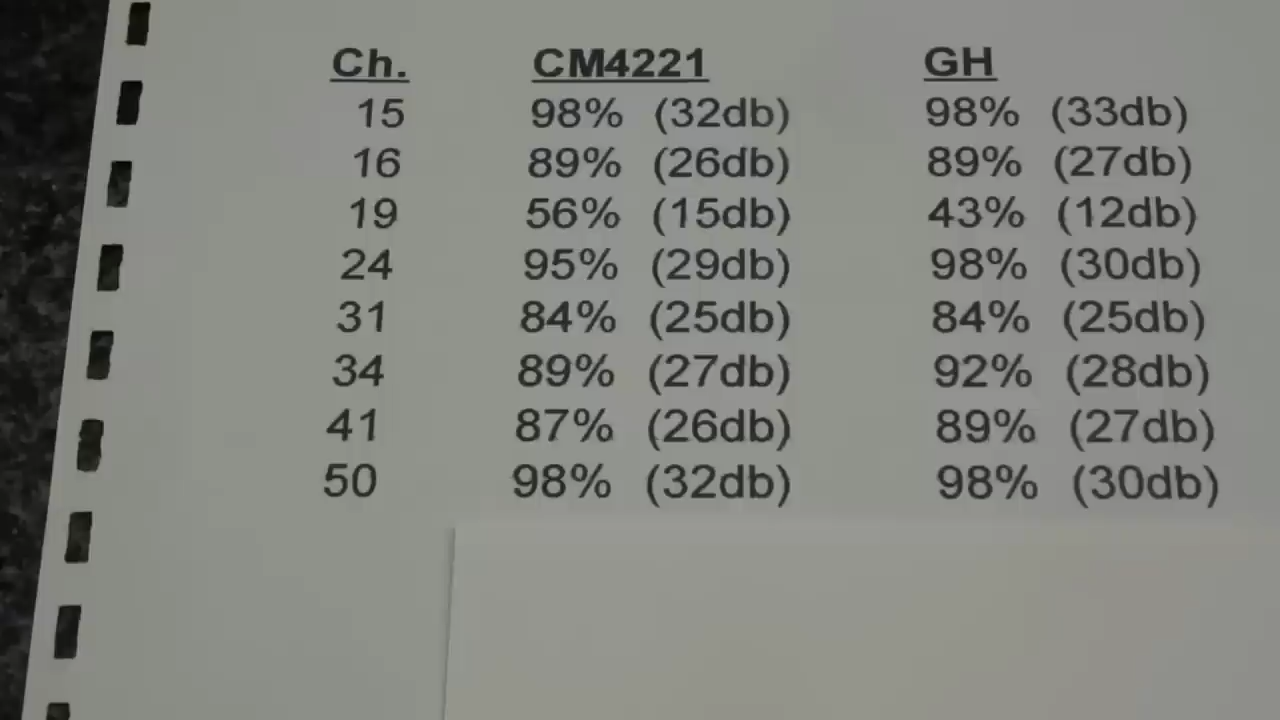 Ch. CM4221 GH
15 98% (32db) 98% (33db)
16 89% (26db) 89% (27db)
19 56% (15db) 43% (12db)
24 95% (29db) 98% (30db)
31 84% (25db) 84% (25db)
34 89% (27db) 92% (28db)
41 87% (26db) 89% (27db)
50 98% (32db) 98% (30db)